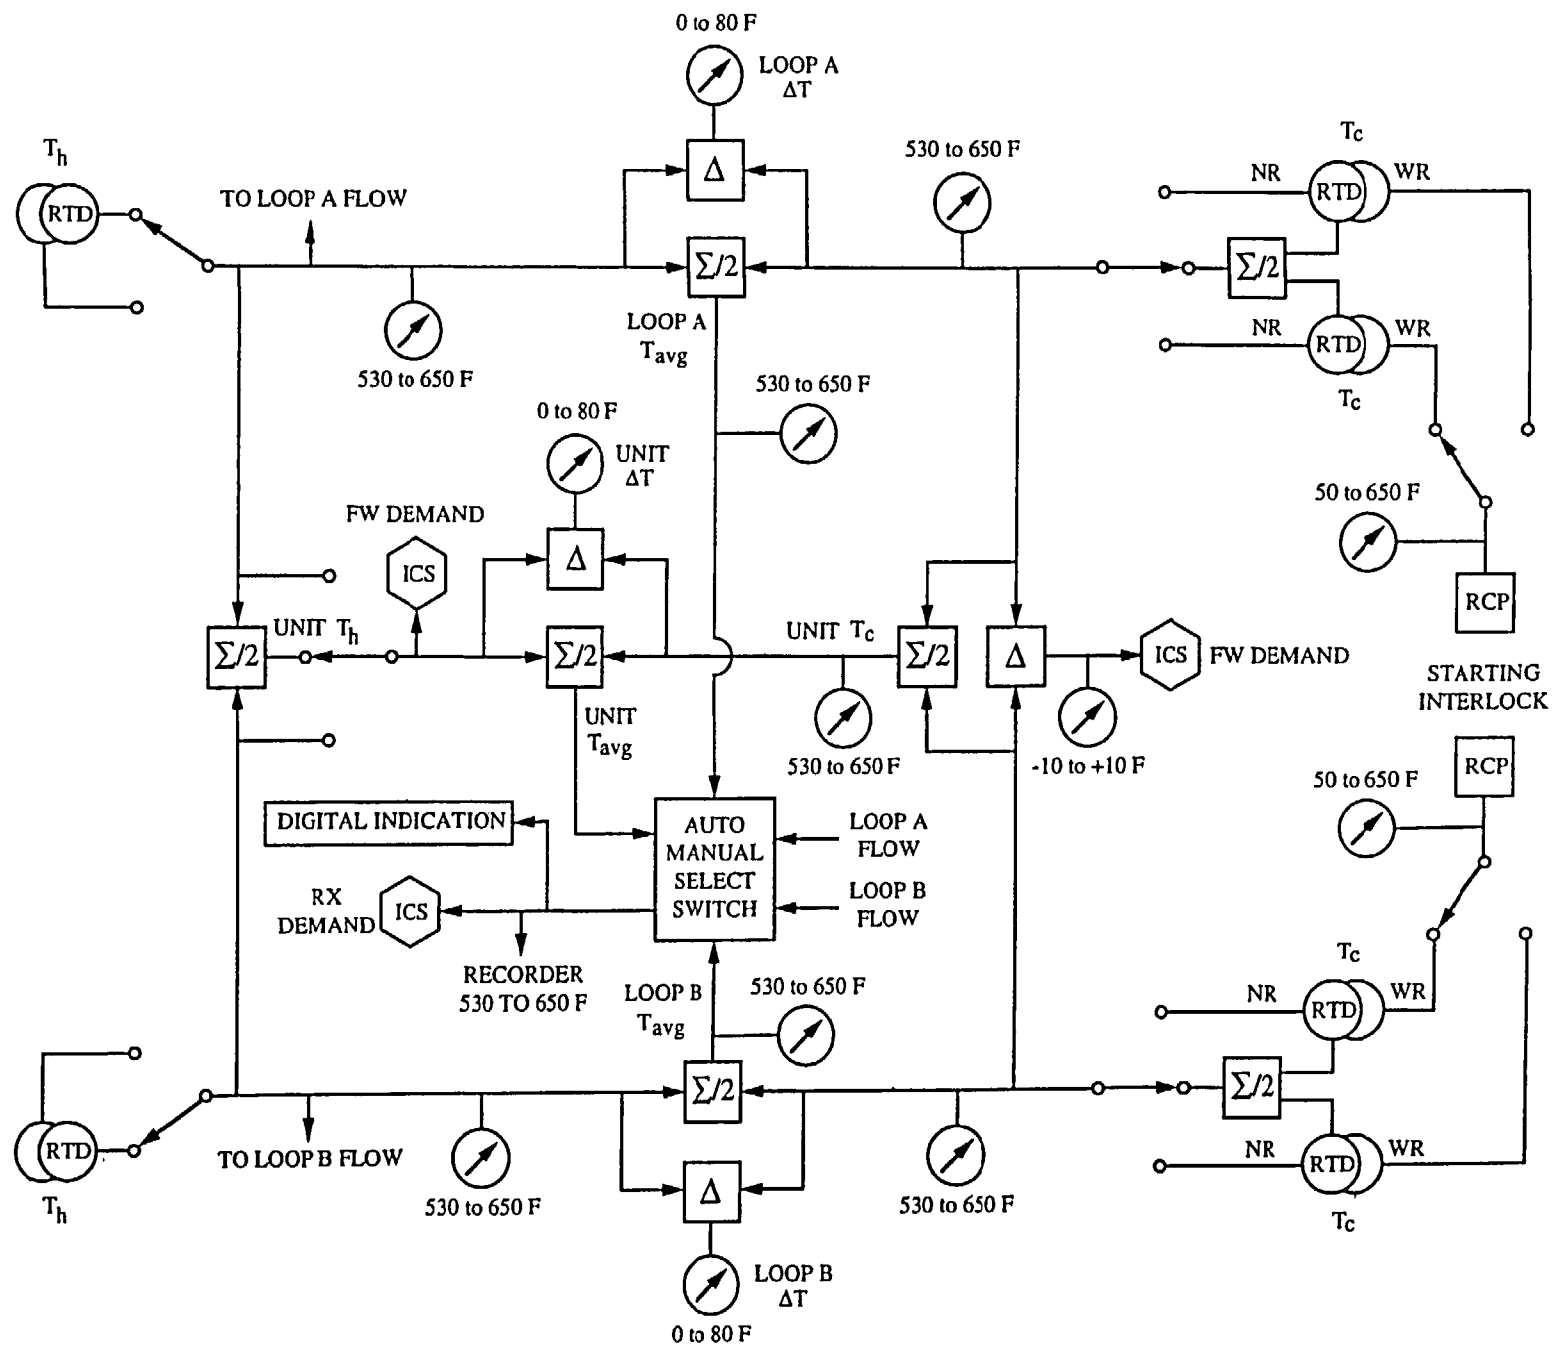 0 to 80 F
LOOP A
ΔT
Th
RTD
TO LOOP A FLOW
530 to 650 F
Δ
Σ/2
LOOP A
Tavg
530 to 650 F
530 to 650 F
Tc
NR
RTD
WR
Σ/2
NR
RTD
WR
Tc
0 to 80 F
UNIT
ΔT
FW DEMAND
ICS
Δ
Σ/2
UNIT Th
Σ/2
UNIT
Tavg
UNIT Tc
530 to 650 F
Σ/2
Δ
-10 to +10 F
ICS
FW DEMAND
50 to 650 F
RCP
STARTING
INTERLOCK
RCP
50 to 650 F
DIGITAL INDICATION
AUTO
MANUAL
SELECT
SWITCH
LOOP A
FLOW
LOOP B
FLOW
RX
DEMAND
ICS
RECORDER
530 TO 650 F
LOOP B
Tavg
530 to 650 F
Σ/2
RTD
Th
TO LOOP B FLOW
530 to 650 F
Δ
LOOP B
ΔT
0 to 80 F
530 to 650 F
Tc
NR
RTD
WR
Σ/2
NR
RTD
WR
Tc